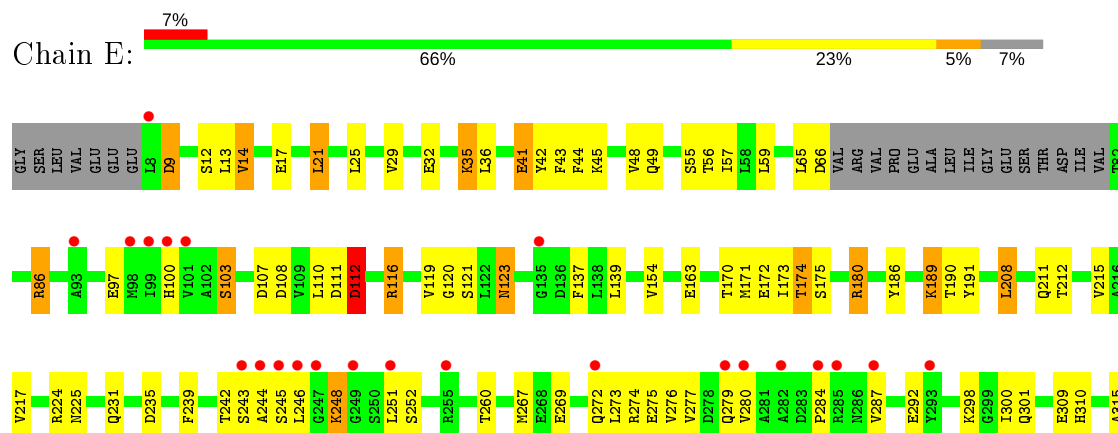 7%
Chain E:
66% 23% 5% 7%
GLY SER LEU VAL GLU GLU GLU L8 D9 S12 L13 V14 E17 L21 L25 V29 E32 K35 L36 E41 Y42 F43 F44 K45 V48 Q49 S55 T56 I57 L58 L59 L65 D66 VAL ARG VAL PRO GLU ALA LEU ILE GLY GLU SER THR ASP ILE VAL T82
R86 A93 E97 M98 I99 H100 V101 A102 S103 D107 D108 V109 L110 D111 D112 R116 V119 G120 S121 L122 N123 G135 D136 F137 L138 L139 V154 E163 T170 M171 E172 I173 T174 S175 R180 Y186 K189 T190 Y191 L208 Q211 T212 V215 A216
V217 R224 N225 Q231 D235 F239 T242 S243 A244 S245 L246 G247 K248 G249 S250 L251 S252 R255 T260 M267 E268 E269 Q272 L273 R274 E275 V276 V277 D278 Q279 V280 A281 A282 D283 P284 R285 N286 V287 E292 Y293 K298 G299 I300 Q301 E309 H310 A315